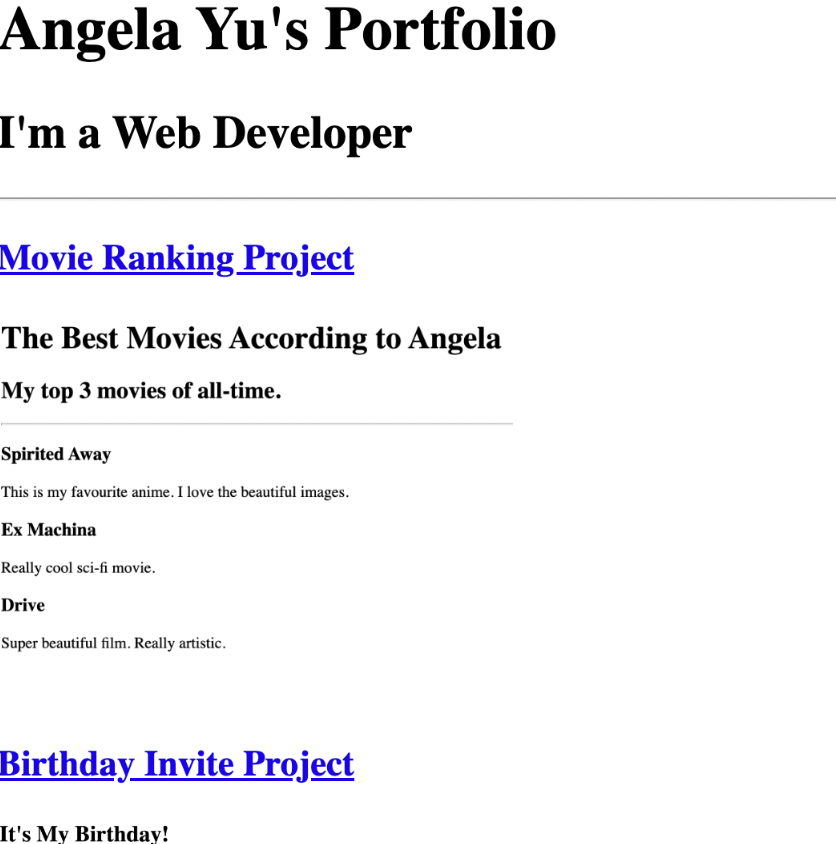 Angela Yu's Portfolio
I'm a Web Developer
Movie Ranking Project
The Best Movies According to Angela
My top 3 movies of all-time.
Spirited Away
This is my favourite anime. I love the beautiful images.
Ex Machina
Really cool sci-fi movie.
Drive
Super beautiful film. Really artistic.
Birthday Invite Project
It's My Birthday!